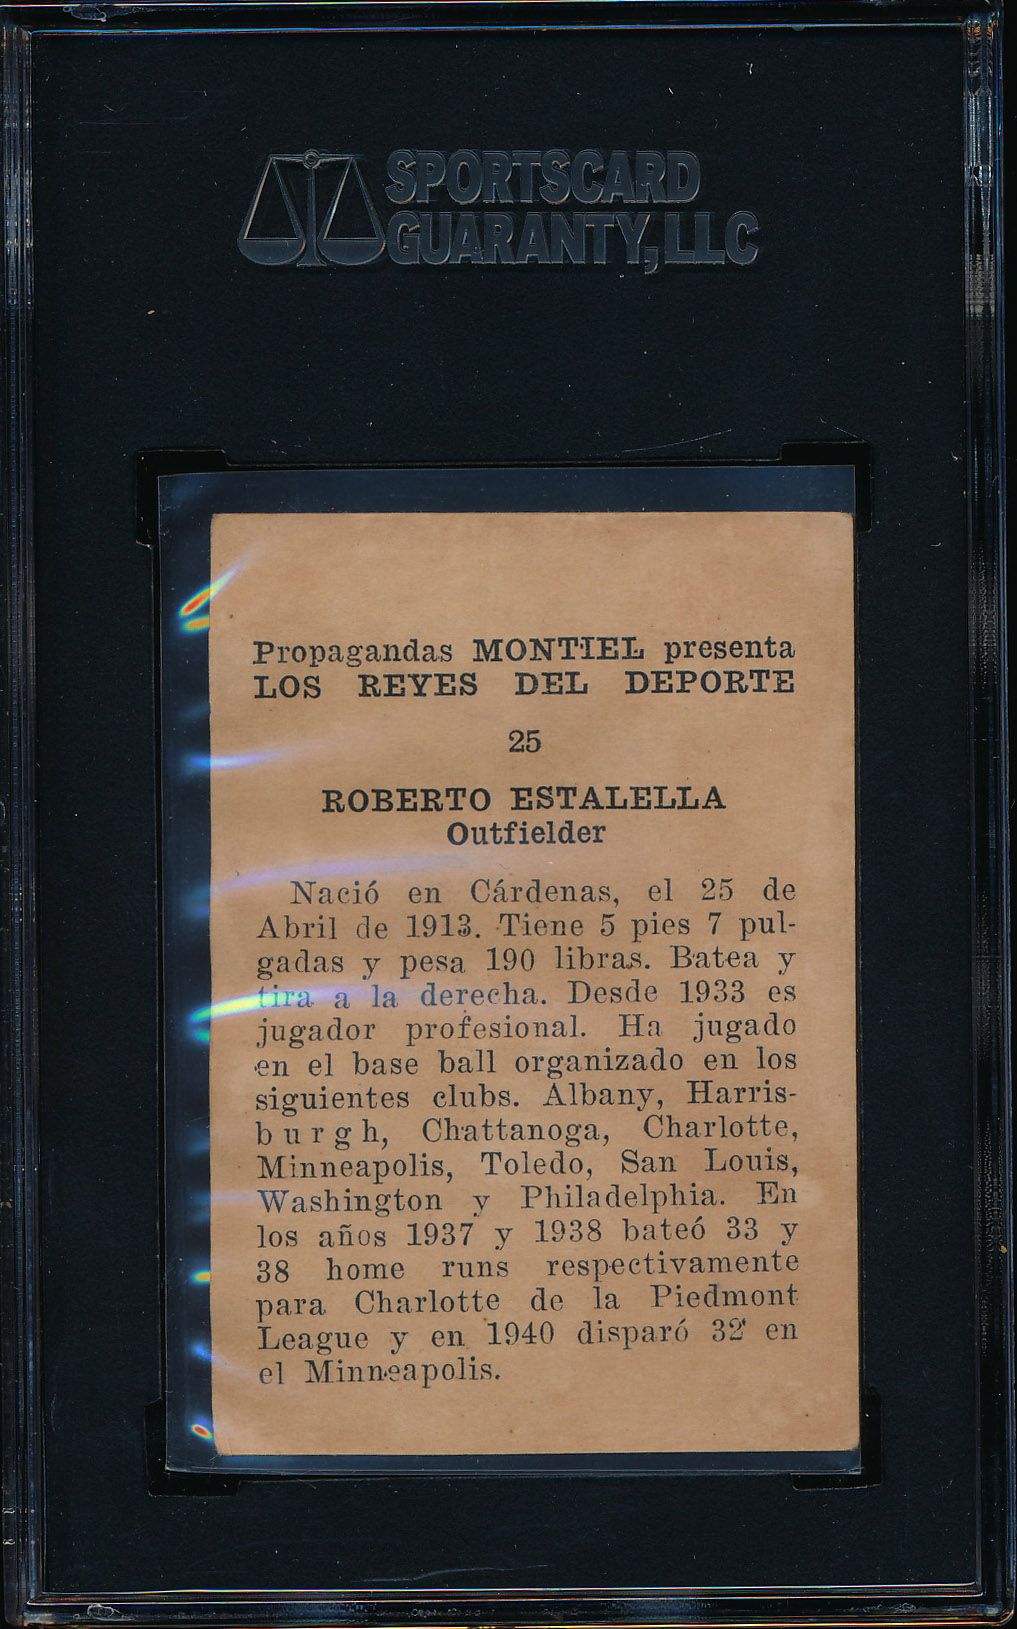 SPORTSCARD
GUARANTY, LLC
Propagandas MONTIEL presenta
LOS REYES DEL DEPORTE
25
ROBERTO ESTALELLA
Outfielder
Nació en Cárdenas, el 25 de
Abril de 1913. Tiene 5 pies 7 pul-
gadas y pesa 190 libras. Batea y
tira a la derecha. Desde 1933 es
jugador profesional. Ha jugado
en el base ball organizado en los
siguientes clubs. Albany, Harris-
burgh, Chattanoga, Charlotte,
Minneapolis, Toledo, San Louis,
Washington y Philadelphia. En
los años 1937 y 1938 bateó 33 y
38 home runs respectivamente
para Charlotte de la Piedmont
League y en 1940 disparó 32 en
el Minneapolis.